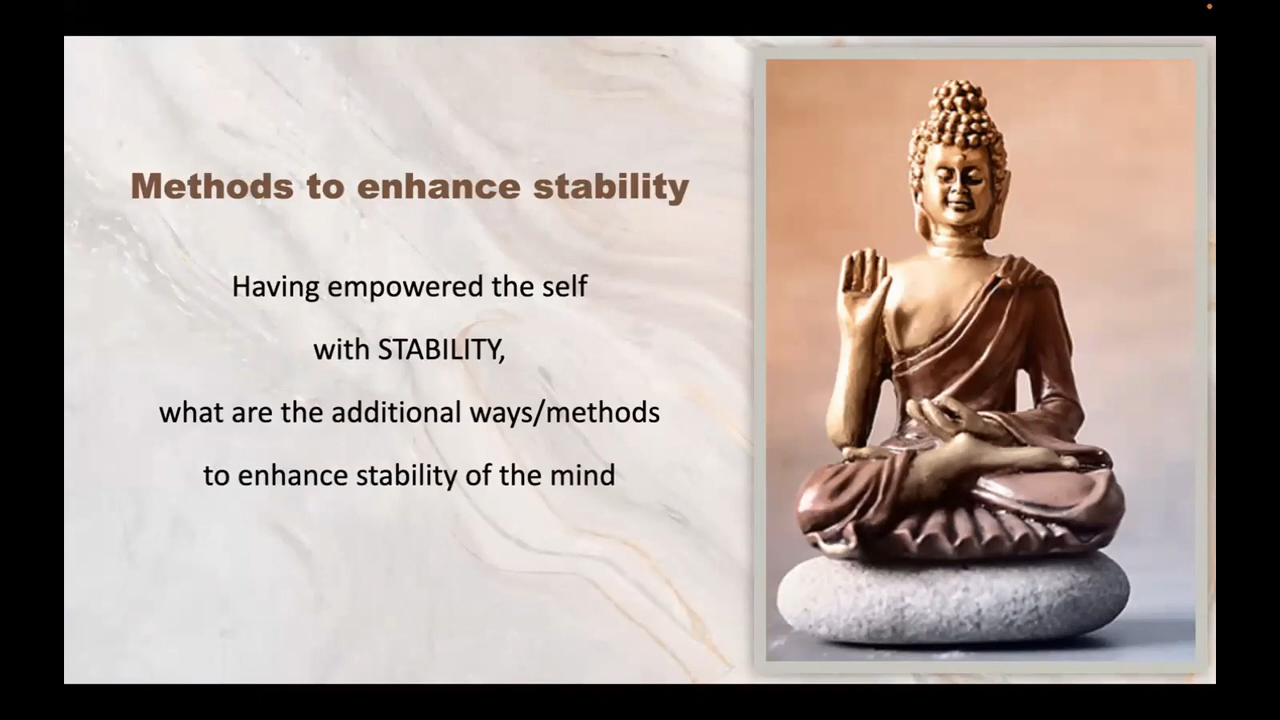 Methods to enhance stability
Having empowered the self
with STABILITY,
what are the additional ways/methods
to enhance stability of the mind